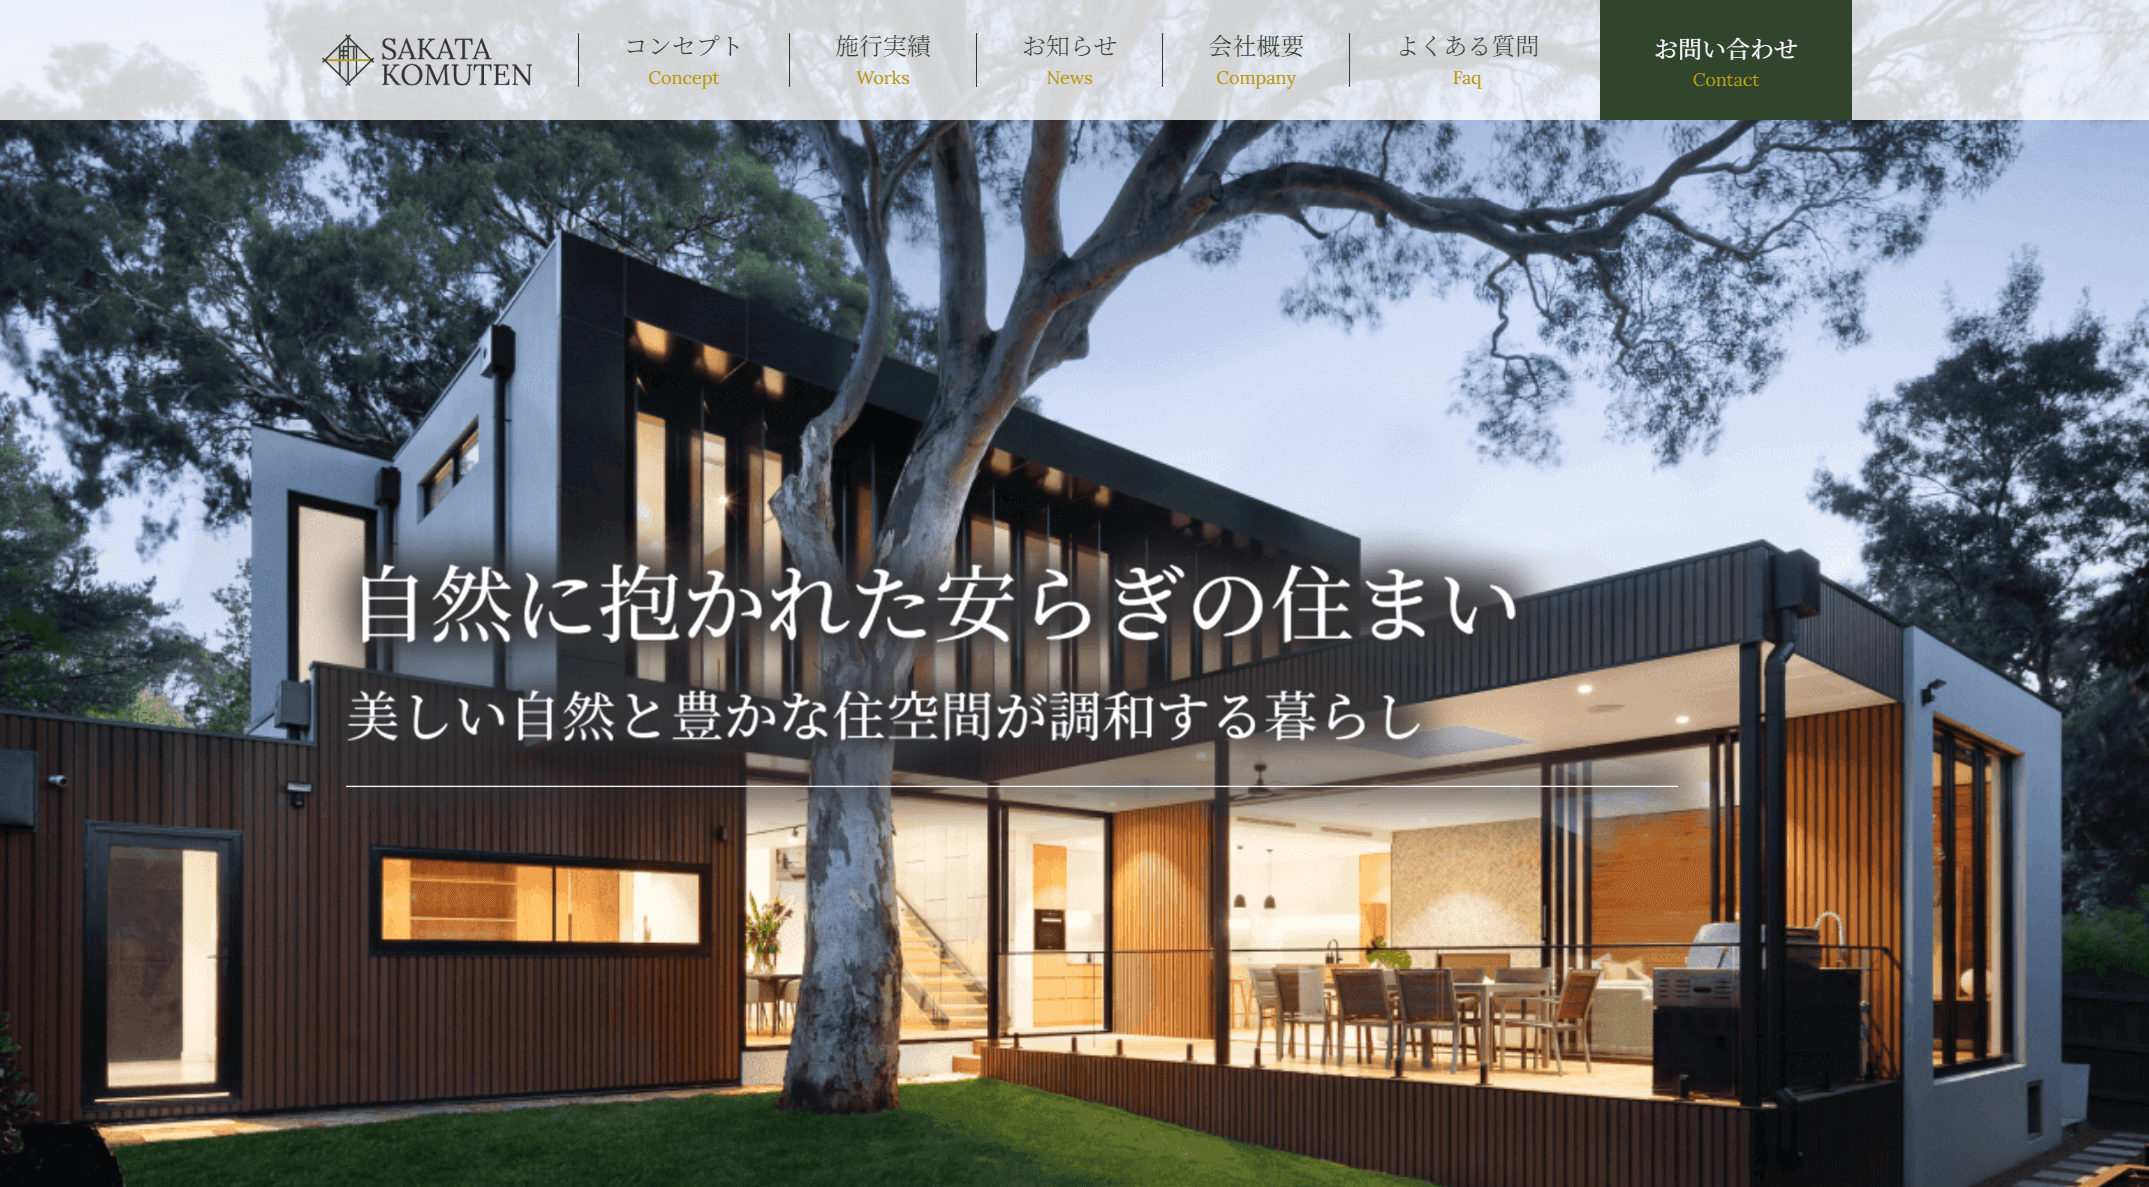 SAKATA
KOMUTEN
コンセプト
Concept
施行実績
Works
お知らせ
News
会社概要
Company
よくある質問
Faq
お問い合わせ
Contact
自然に抱かれた安らぎの住まい
美しい自然と豊かな住空間が調和する暮らし